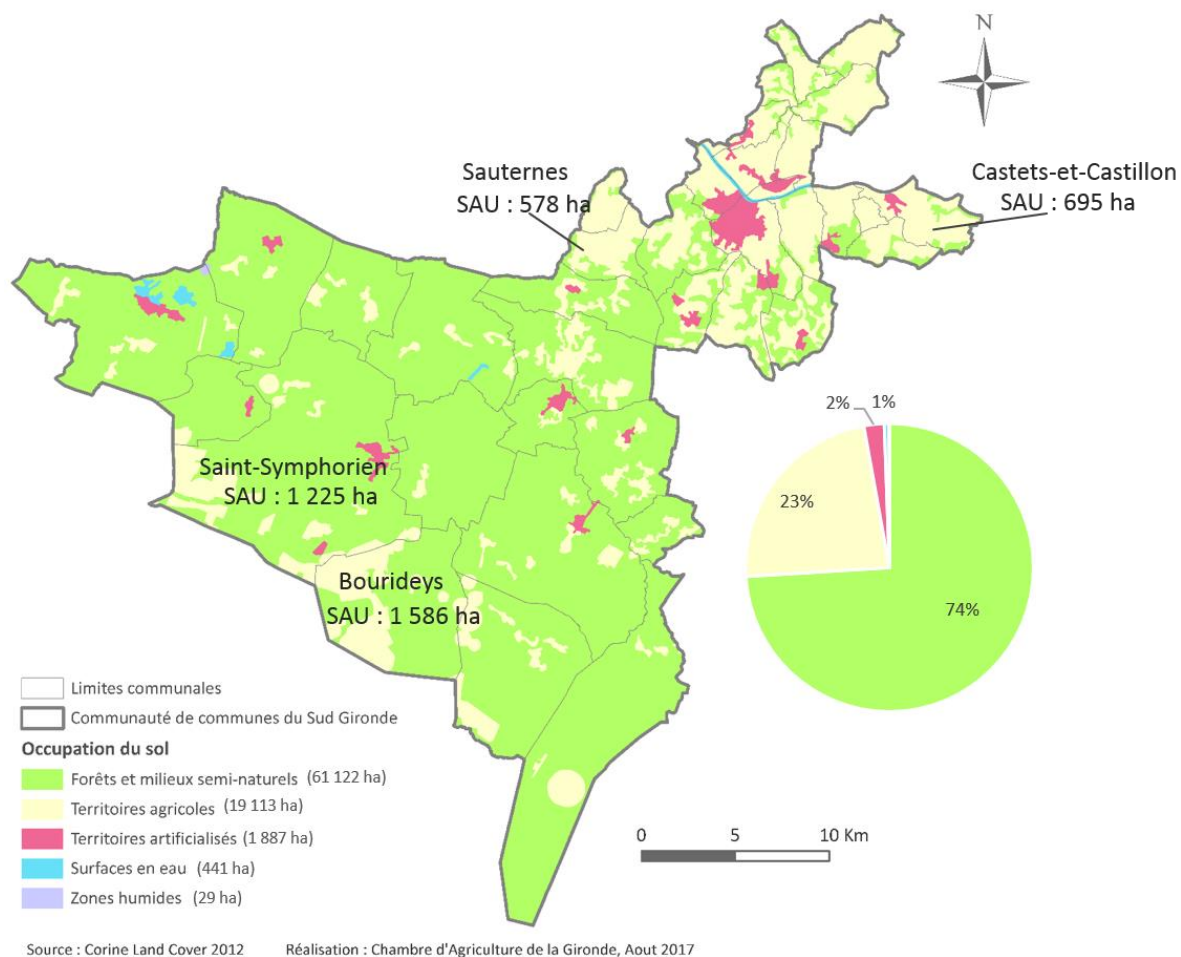 N
Sauternes
SAU : 578 ha
Castets-et-Castillon
SAU : 695 ha
Saint-Symphorien
SAU : 1 225 ha
Bourideys
SAU : 1 586 ha
2%
1%
23%
74%
Limites communales
Communauté de communes du Sud Gironde
Occupation du sol
Forêts et milieux semi-naturels (61 122 ha)
Territoires agricoles (19 113 ha)
Territoires artificialisés (1 887 ha)
Surfaces en eau (441 ha)
Zones humides (29 ha)
0 5 10 Km
Source : Corine Land Cover 2012 Réalisation : Chambre d'Agriculture de la Gironde, Aout 2017